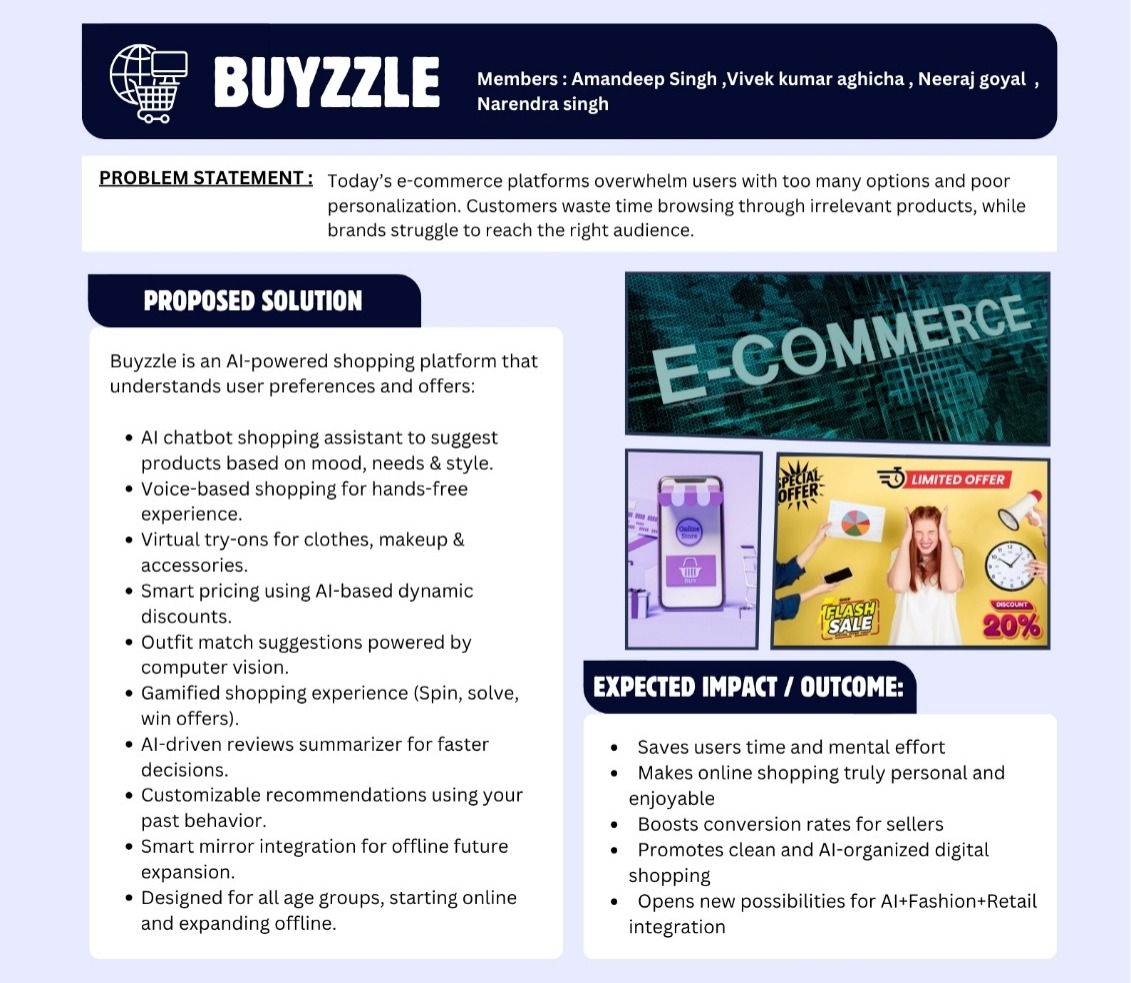 BUYZZLE
Members : Amandeep Singh ,Vivek kumar aghicha , Neeraj goyal ,
Narendra singh
PROBLEM STATEMENT :
Today's e-commerce platforms overwhelm users with too many options and poor
personalization. Customers waste time browsing through irrelevant products, while
brands struggle to reach the right audience.
PROPOSED SOLUTION
Buyzzle is an AI-powered shopping platform that
understands user preferences and offers:
• AI chatbot shopping assistant to suggest
products based on mood, needs & style.
• Voice-based shopping for hands-free
experience.
• Virtual try-ons for clothes, makeup &
accessories.
• Smart pricing using AI-based dynamic
discounts.
• Outfit match suggestions powered by
computer vision.
• Gamified shopping experience (Spin, solve,
win offers).
• AI-driven reviews summarizer for faster
decisions.
• Customizable recommendations using your
past behavior.
• Smart mirror integration for offline future
expansion.
• Designed for all age groups, starting online
and expanding offline.
E-COMMERCE
Online
Store
BUY
SPECIAL
OFFER
LIMITED OFFER
FLASH
SALE
DISCOUNT
20%
EXPECTED IMPACT / OUTCOME:
• Saves users time and mental effort
• Makes online shopping truly personal and
enjoyable
• Boosts conversion rates for sellers
• Promotes clean and AI-organized digital
shopping
• Opens new possibilities for AI+Fashion+Retail
integration